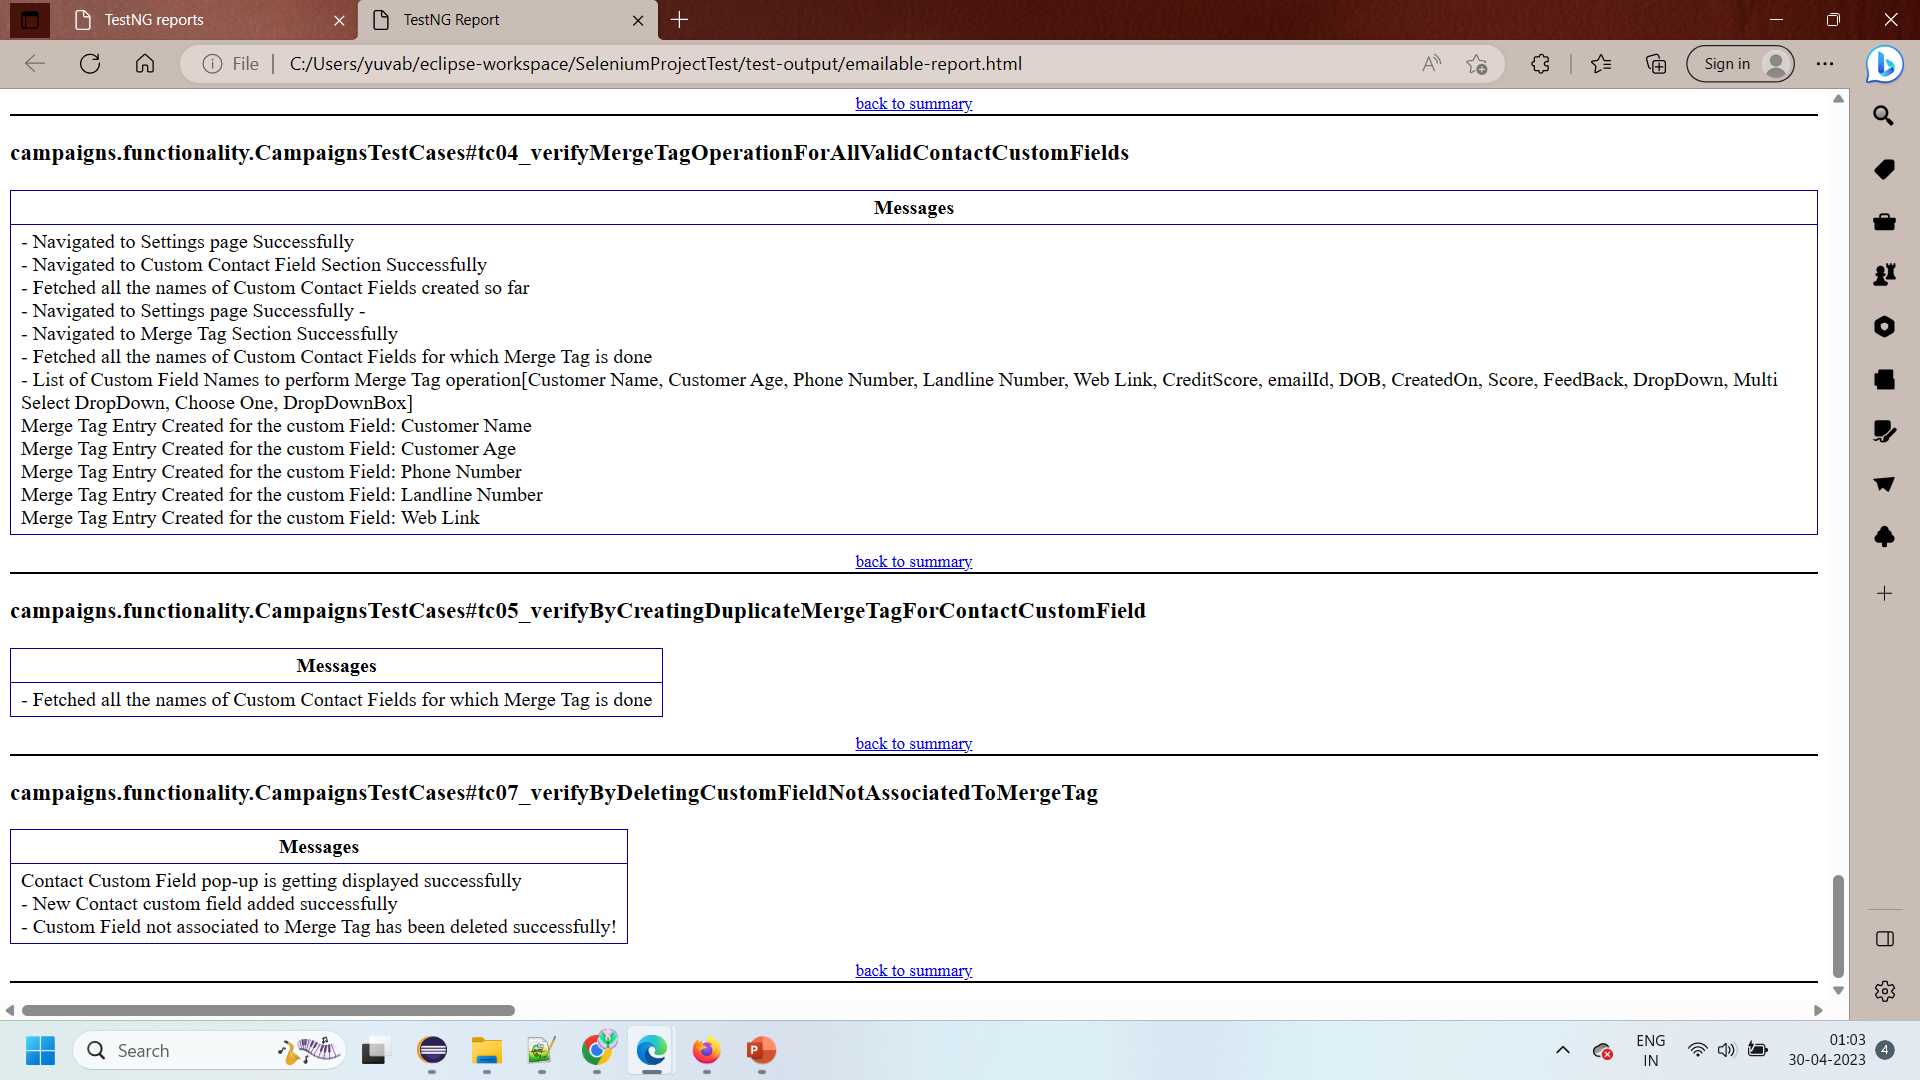 TestNG reports
TestNG Report
File
C:/Users/yuvab/eclipse-workspace/SeleniumProjectTest/test-output/emailable-report.html
Sign in
back to summary
campaigns.functionality.CampaignsTestCases#tc04_verifyMergeTagOperationForAllValidContactCustomFields
Messages
- Navigated to Settings page Successfully
- Navigated to Custom Contact Field Section Successfully
- Fetched all the names of Custom Contact Fields created so far
- Navigated to Settings page Successfully -
- Navigated to Merge Tag Section Successfully
- Fetched all the names of Custom Contact Fields for which Merge Tag is done
- List of Custom Field Names to perform Merge Tag operation[Customer Name, Customer Age, Phone Number, Landline Number, Web Link, CreditScore, emailId, DOB, CreatedOn, Score, FeedBack, DropDown, Multi
Select DropDown, Choose One, DropDownBox]
Merge Tag Entry Created for the custom Field: Customer Name
Merge Tag Entry Created for the custom Field: Customer Age
Merge Tag Entry Created for the custom Field: Phone Number
Merge Tag Entry Created for the custom Field: Landline Number
Merge Tag Entry Created for the custom Field: Web Link
back to summary
campaigns.functionality.CampaignsTestCases#tc05_verifyByCreatingDuplicateMergeTagForContactCustomField
Messages
- Fetched all the names of Custom Contact Fields for which Merge Tag is done
back to summary
campaigns.functionality.CampaignsTestCases#tc07_verifyByDeletingCustomFieldNotAssociatedToMergeTag
Messages
Contact Custom Field pop-up is getting displayed successfully
- New Contact custom field added successfully
- Custom Field not associated to Merge Tag has been deleted successfully!
back to summary
Search
ENG
IN
01:03
30-04-2023
4